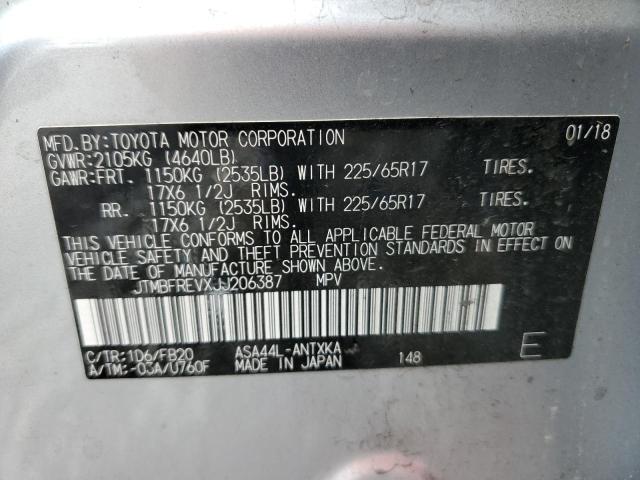 MFD. BY:TOYOTA MOTOR CORPORATION 01/18
GVWR:2105KG (4640LB)
GAWR:FRT. 1150KG (2535LB) WITH 225/65R17 TIRES.
17X6 1/2J RIMS.
RR. 1150KG (2535LB) WITH 225/65R17 TIRES.
17X6 1/2J RIMS.
THIS VEHICLE CONFORMS TO ALL APPLICABLE FEDERAL MOTOR
VEHICLE SAFETY AND THEFT PREVENTION STANDARDS IN EFFECT ON
THE DATE OF MANUFACTURE SHOWN ABOVE.
JTMBFREVXJJ206387 MPV
C/TR:1D6/FB20 ASA44L-ANTXKA
A/TM:-03A/U760F MADE IN JAPAN 148 E